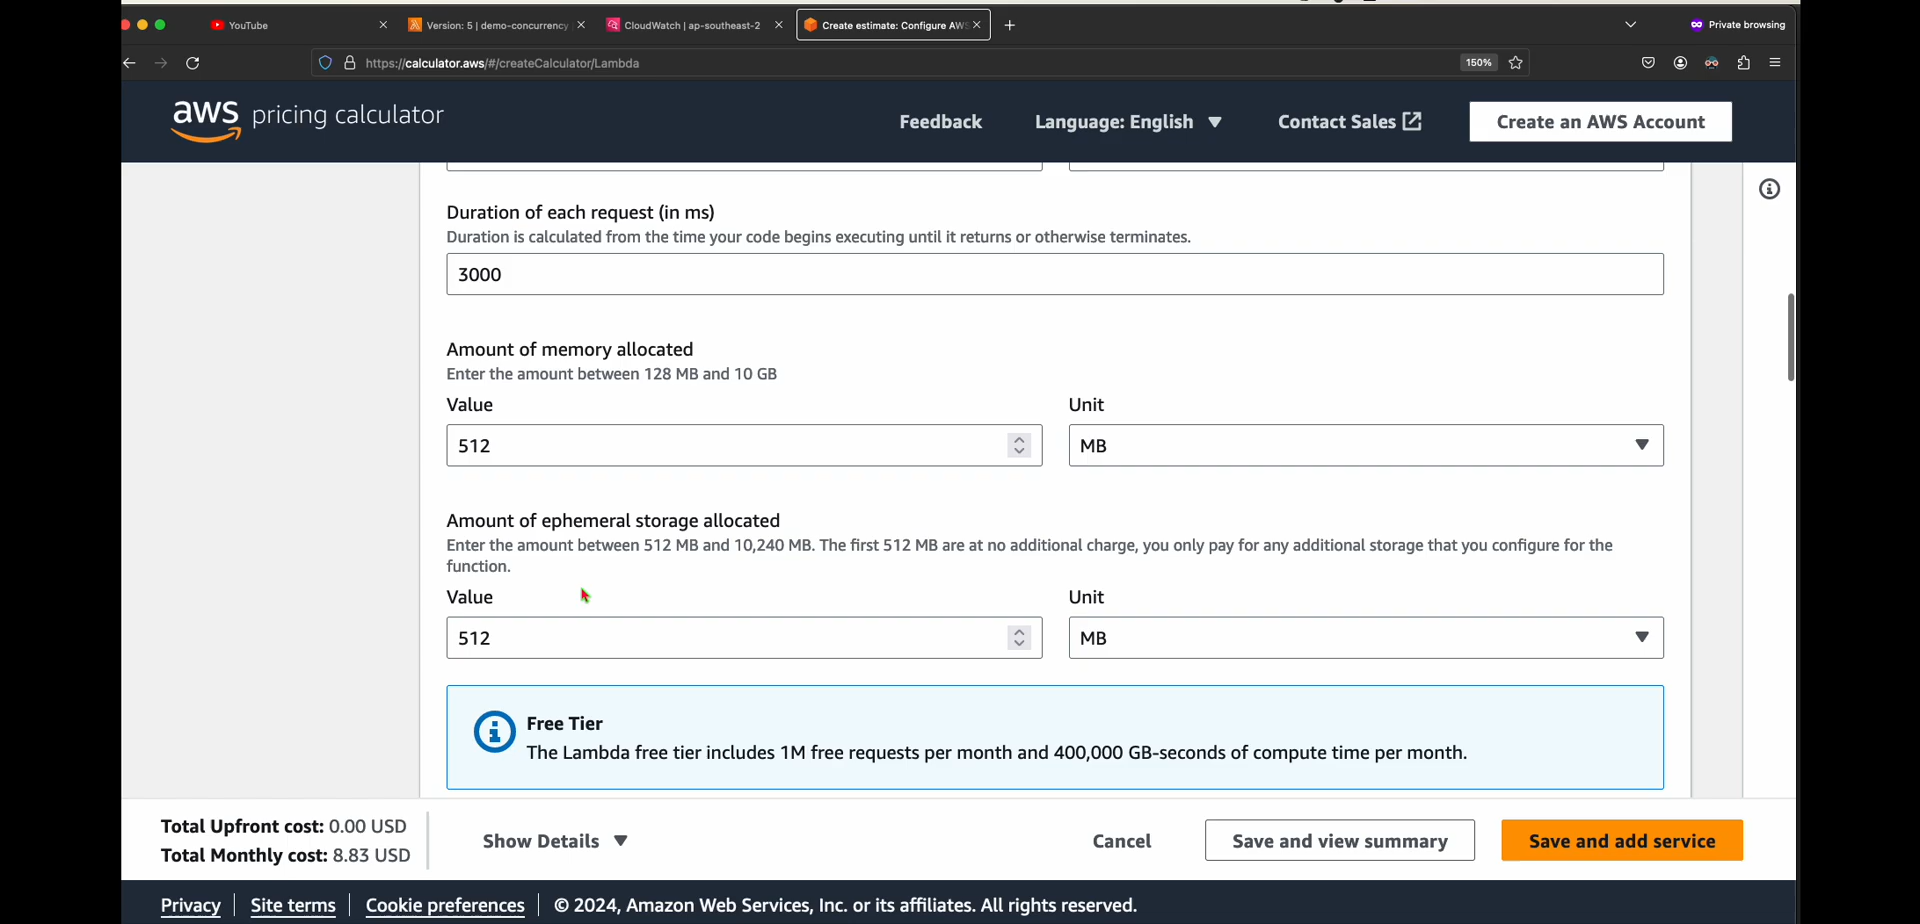 YouTube
Version: 5 | demo-concurrency
CloudWatch | ap-southeast-2
Create estimate: Configure AWS
Private browsing
https://calculator.aws/#/createCalculator/Lambda
150%
aws pricing calculator
Feedback
Language: English
Contact Sales
Create an AWS Account
Duration of each request (in ms)
Duration is calculated from the time your code begins executing until it returns or otherwise terminates.
3000
Amount of memory allocated
Enter the amount between 128 MB and 10 GB
Value
Unit
512
MB
Amount of ephemeral storage allocated
Enter the amount between 512 MB and 10,240 MB. The first 512 MB are at no additional charge, you only pay for any additional storage that you configure for the
function.
Value
Unit
512
MB
Free Tier
The Lambda free tier includes 1M free requests per month and 400,000 GB-seconds of compute time per month.
Total Upfront cost: 0.00 USD
Total Monthly cost: 8.83 USD
Show Details
Cancel
Save and view summary
Save and add service
Privacy
Site terms
Cookie preferences
© 2024, Amazon Web Services, Inc. or its affiliates. All rights reserved.